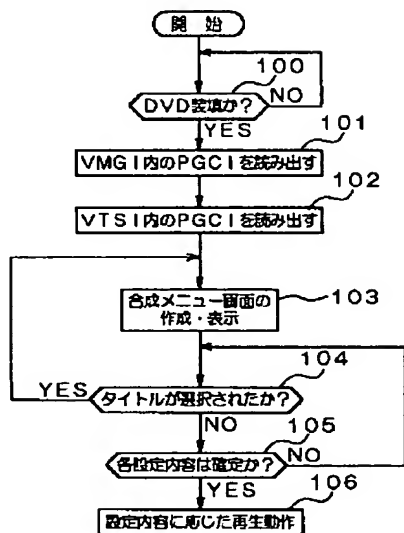 開 始
100
DVD装填か?
NO
YES
101
VMGI内のPGCIを読み出す
102
VTSI内のPGCIを読み出す
合成メニュー画面の
作成・表示
103
104
YES
タイトルが選択されたか?
NO
105
各設定内容は確定か?
NO
YES
106
設定内容に応じた再生動作